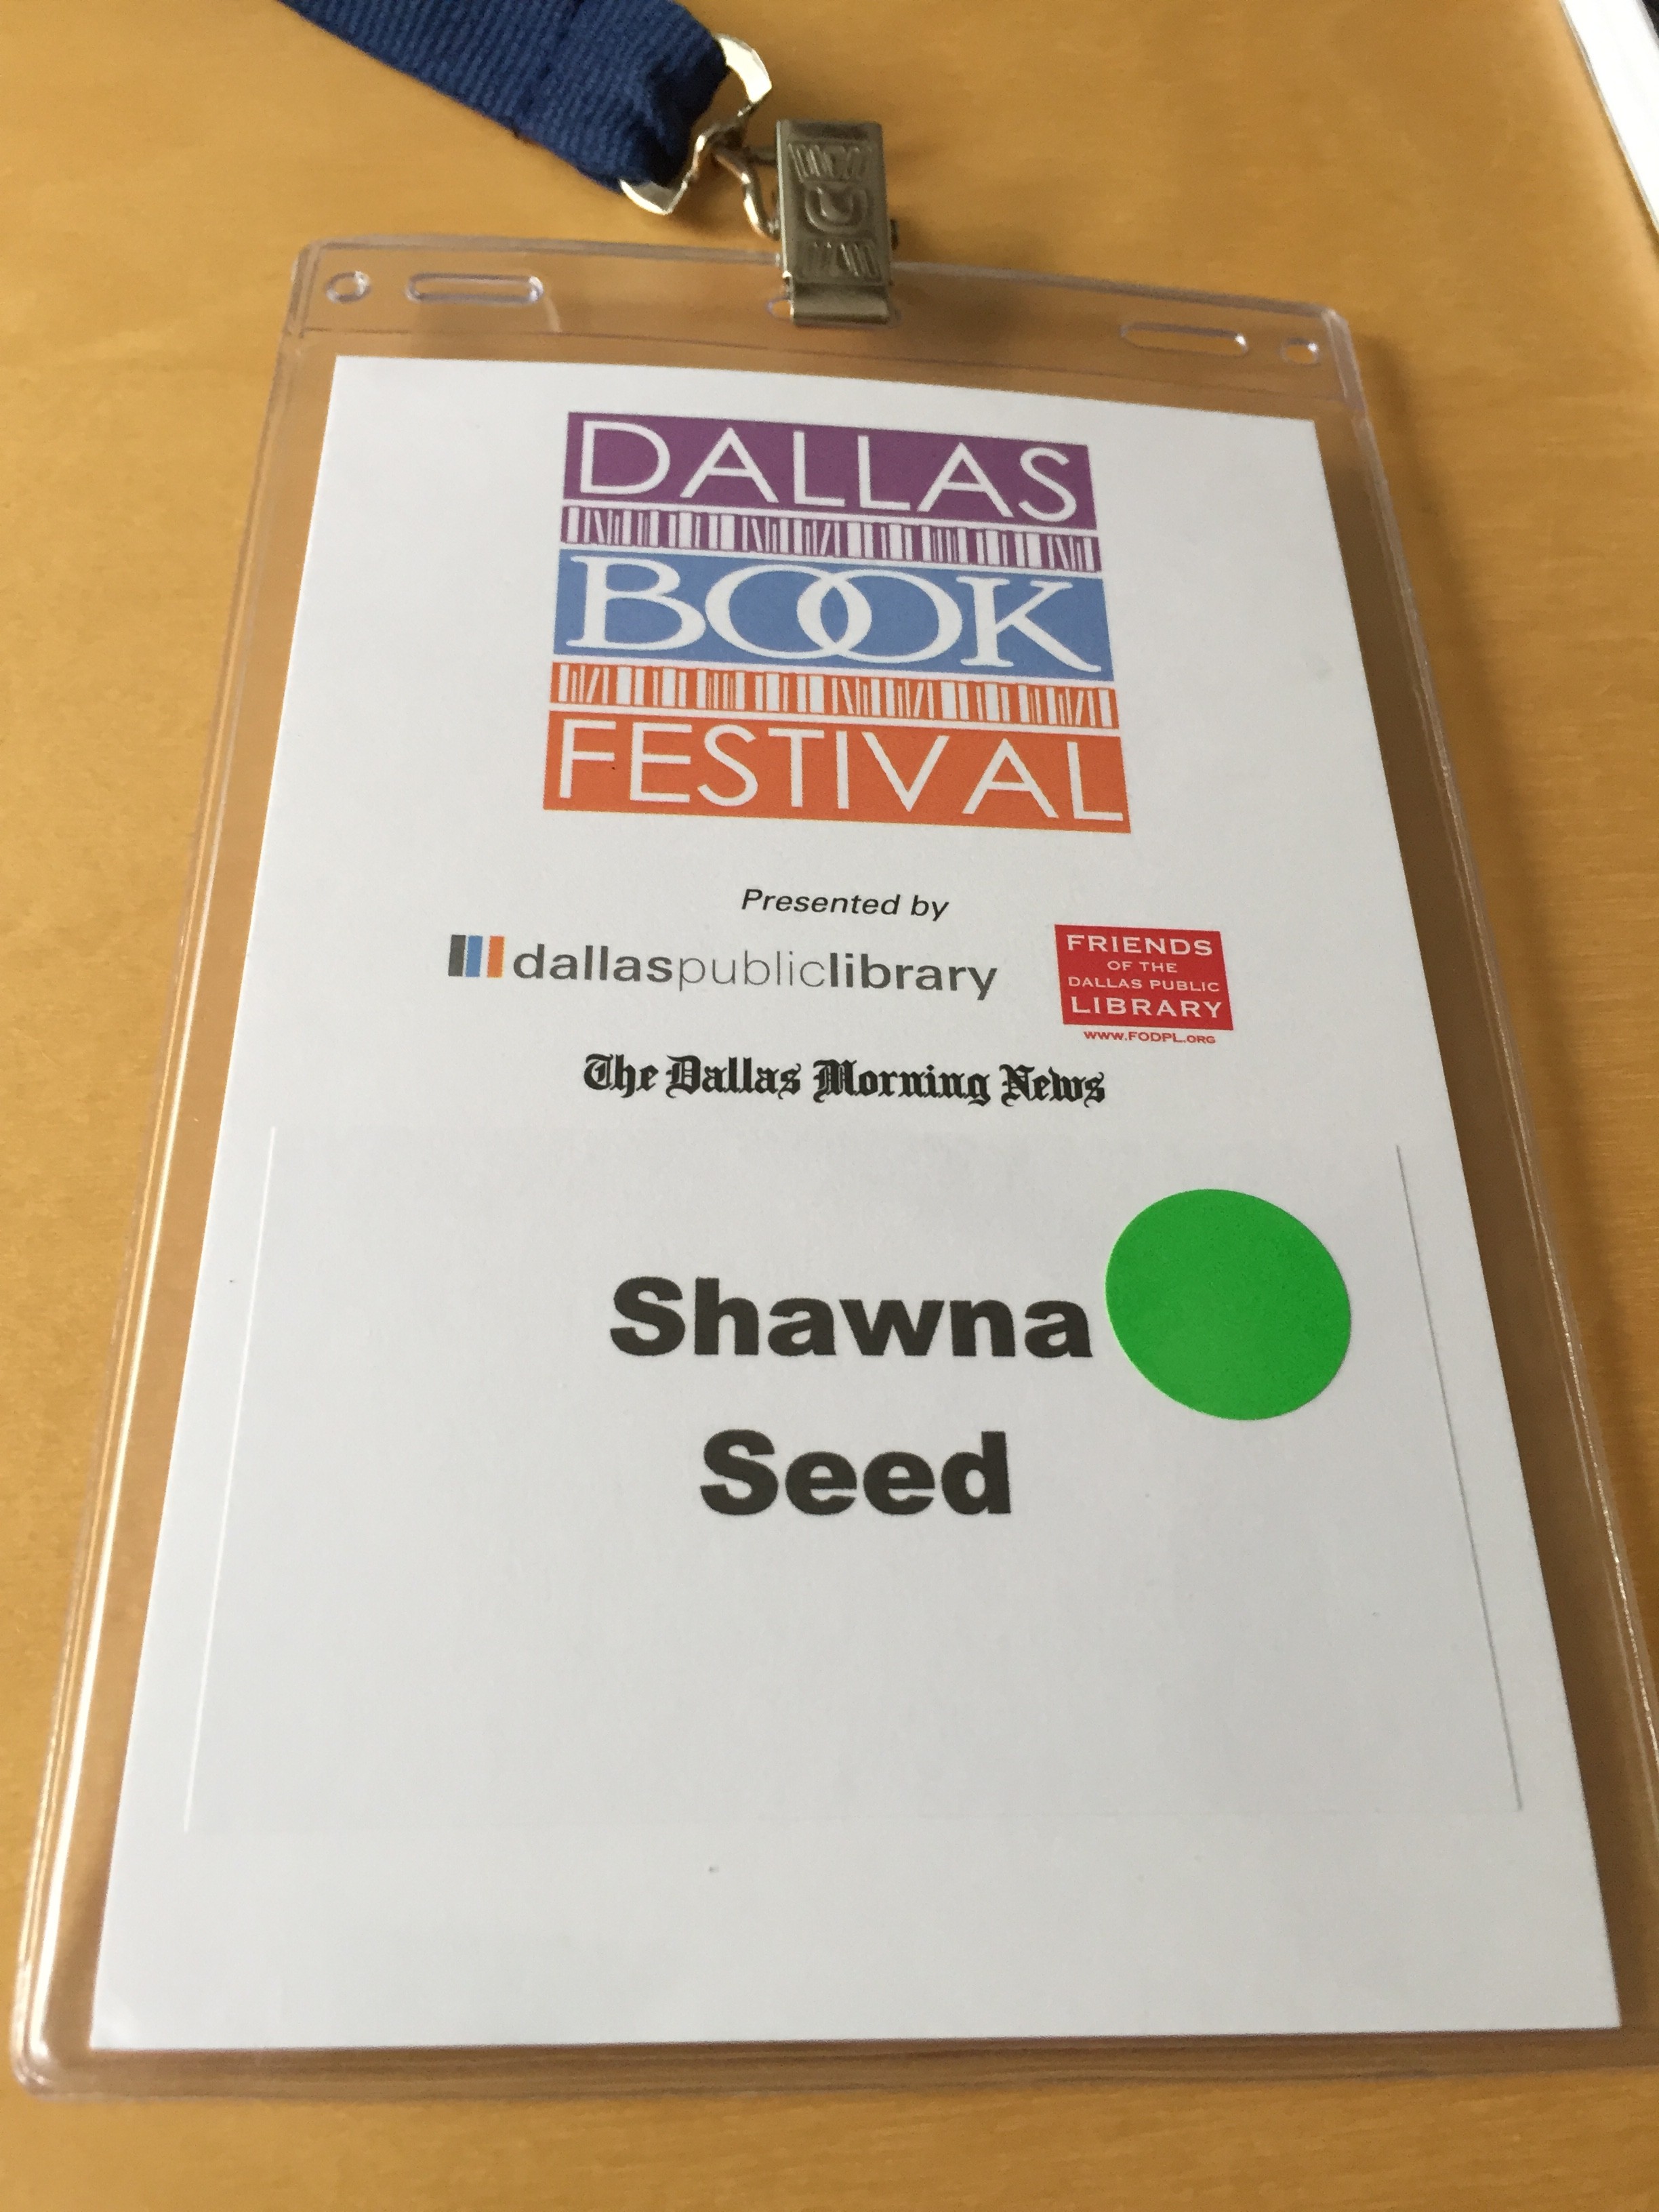 DALLAS
BOOK
FESTIVAL
Presented by
dallaspubliclibrary
FRIENDS
OF THE
DALLAS PUBLIC
LIBRARY
WWW.FODPL.ORG
The Dallas Morning News
Shawna
Seed